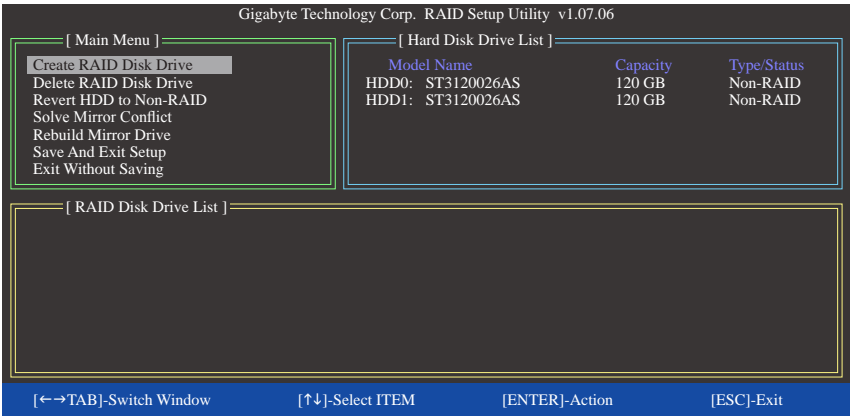 Gigabyte Technology Corp. RAID Setup Utility v1.07.06
[ Main Menu ]
Create RAID Disk Drive
Delete RAID Disk Drive
Revert HDD to Non-RAID
Solve Mirror Conflict
Rebuild Mirror Drive
Save And Exit Setup
Exit Without Saving
[ Hard Disk Drive List ]
Model Name Capacity Type/Status
HDD0: ST3120026AS 120 GB Non-RAID
HDD1: ST3120026AS 120 GB Non-RAID
[ RAID Disk Drive List ]
[←→TAB]-Switch Window [↑↓]-Select ITEM [ENTER]-Action [ESC]-Exit